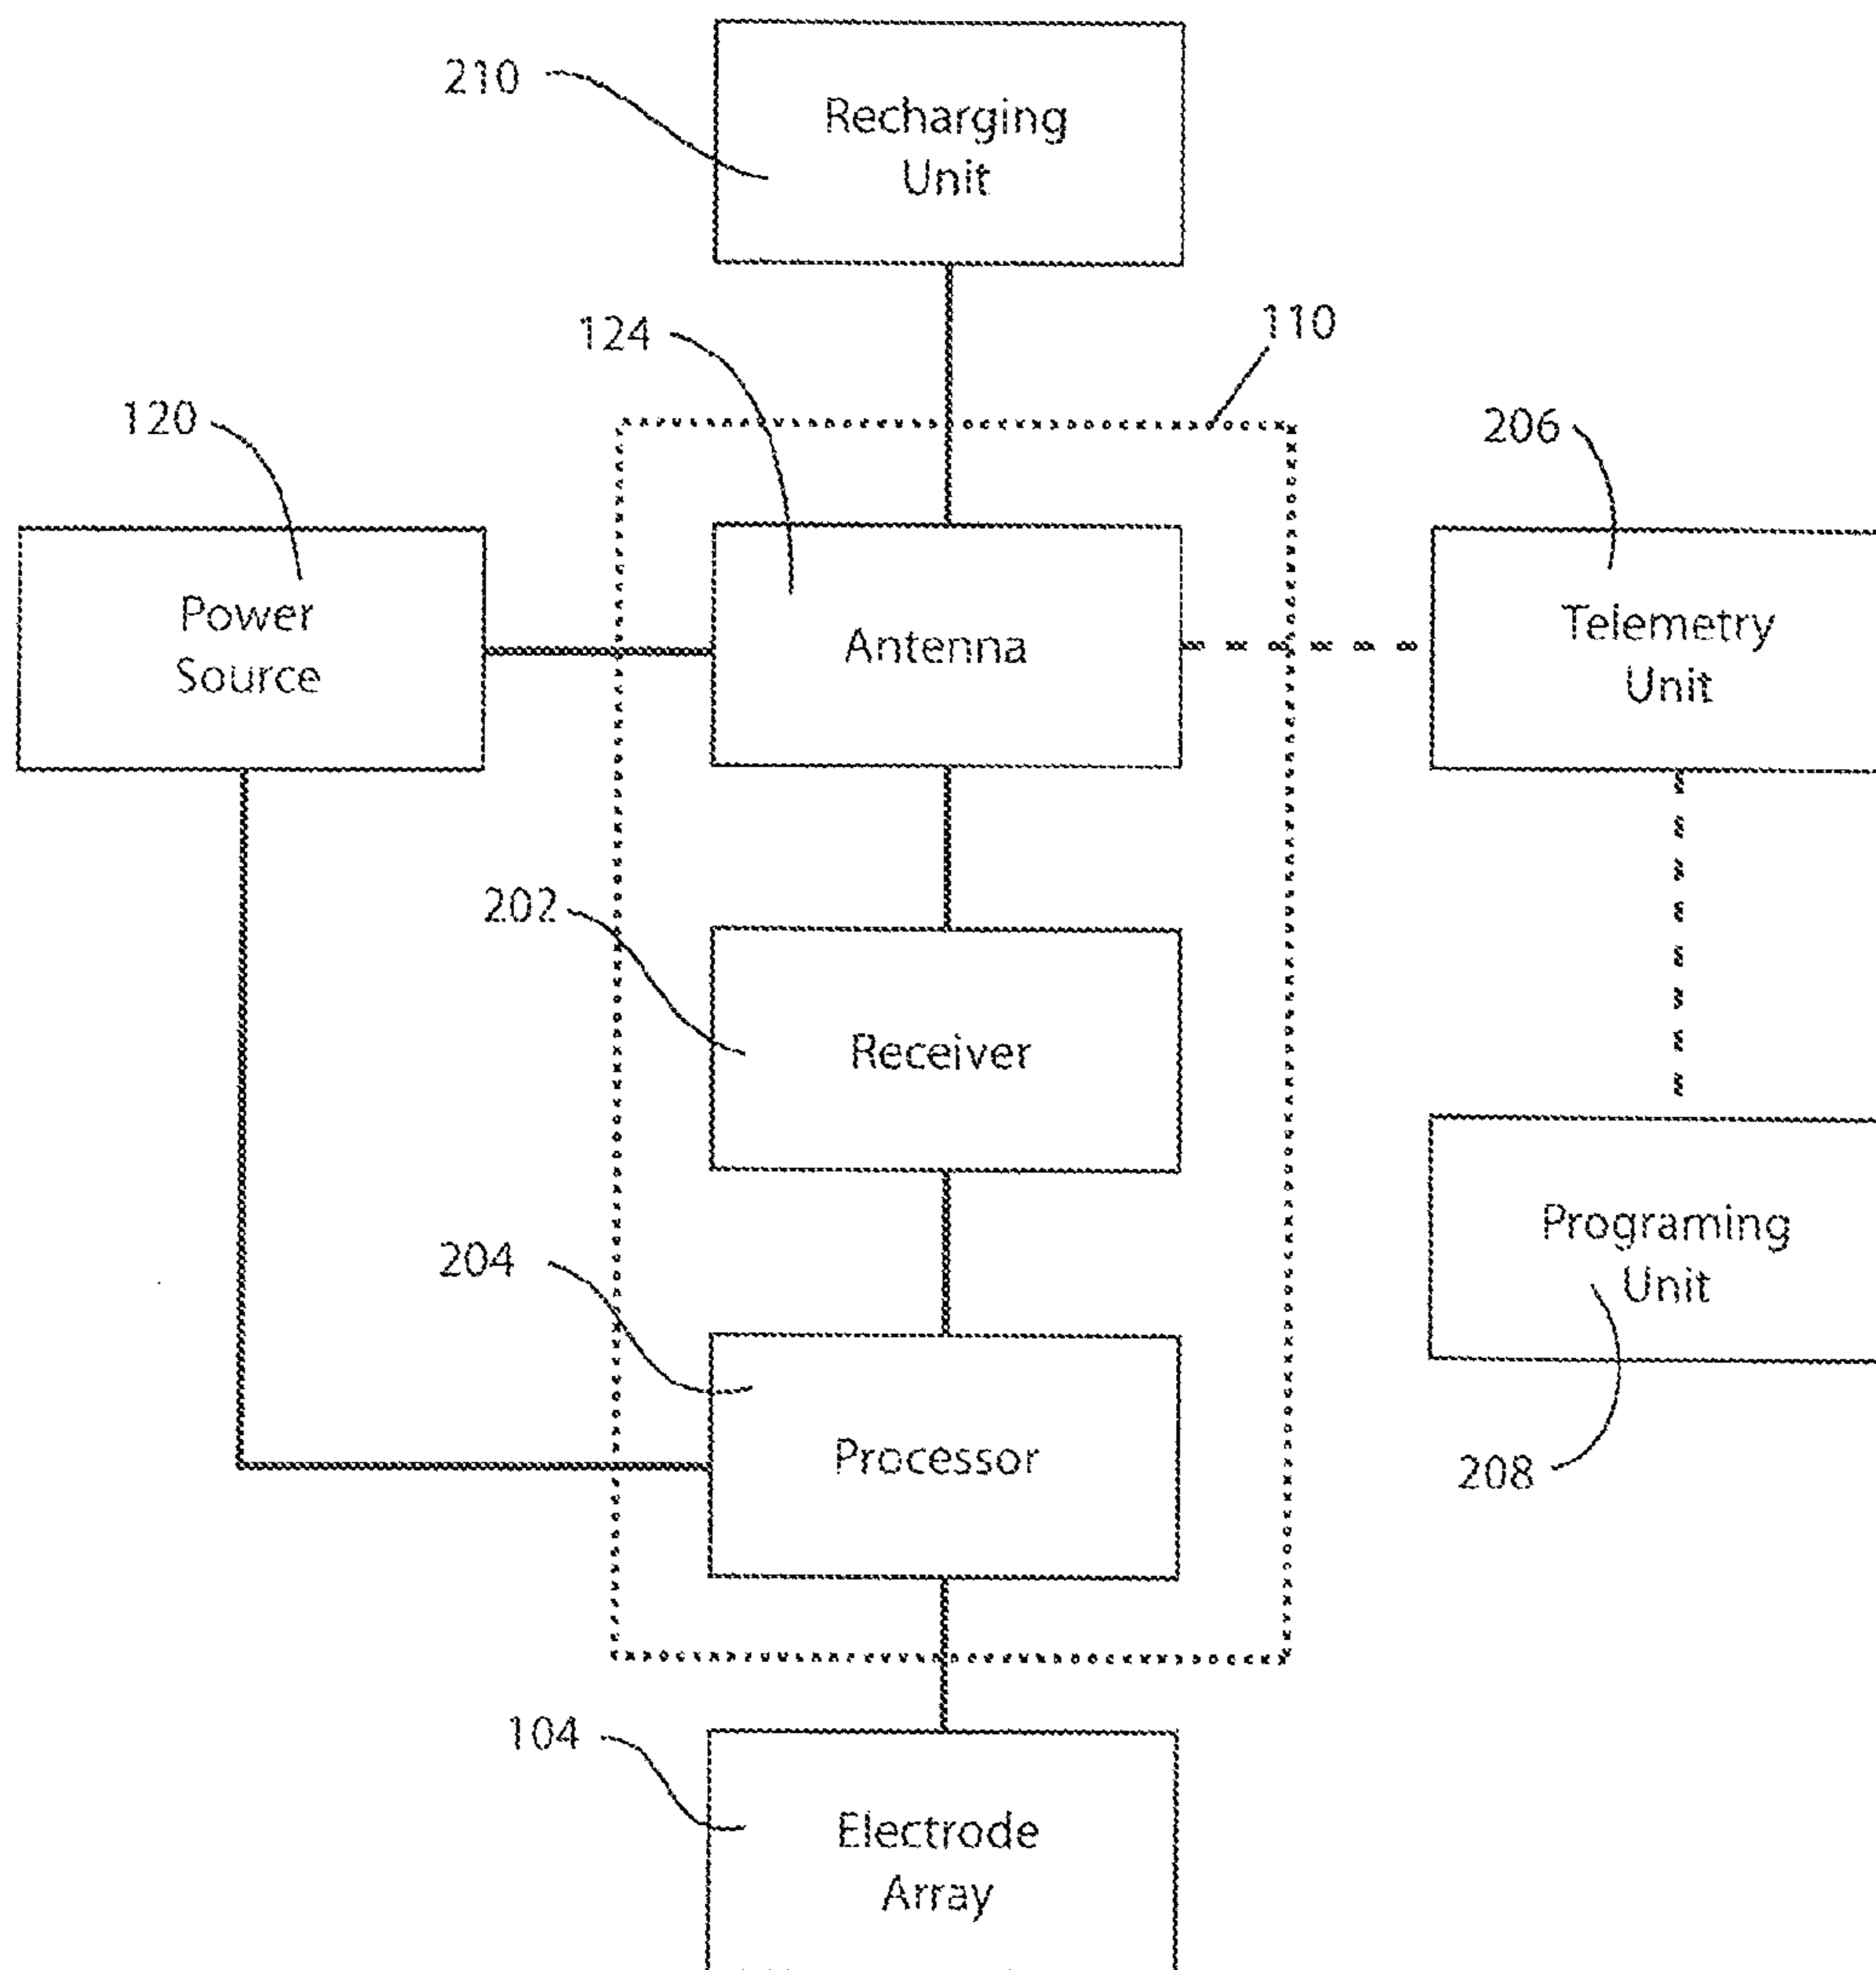 210
Recharging
Unit
124
110
120
206
Power
Source
Antenna
Telemetry
Unit
202
Receiver
Programing
Unit
204
Processor
208
104
Electrode
Array